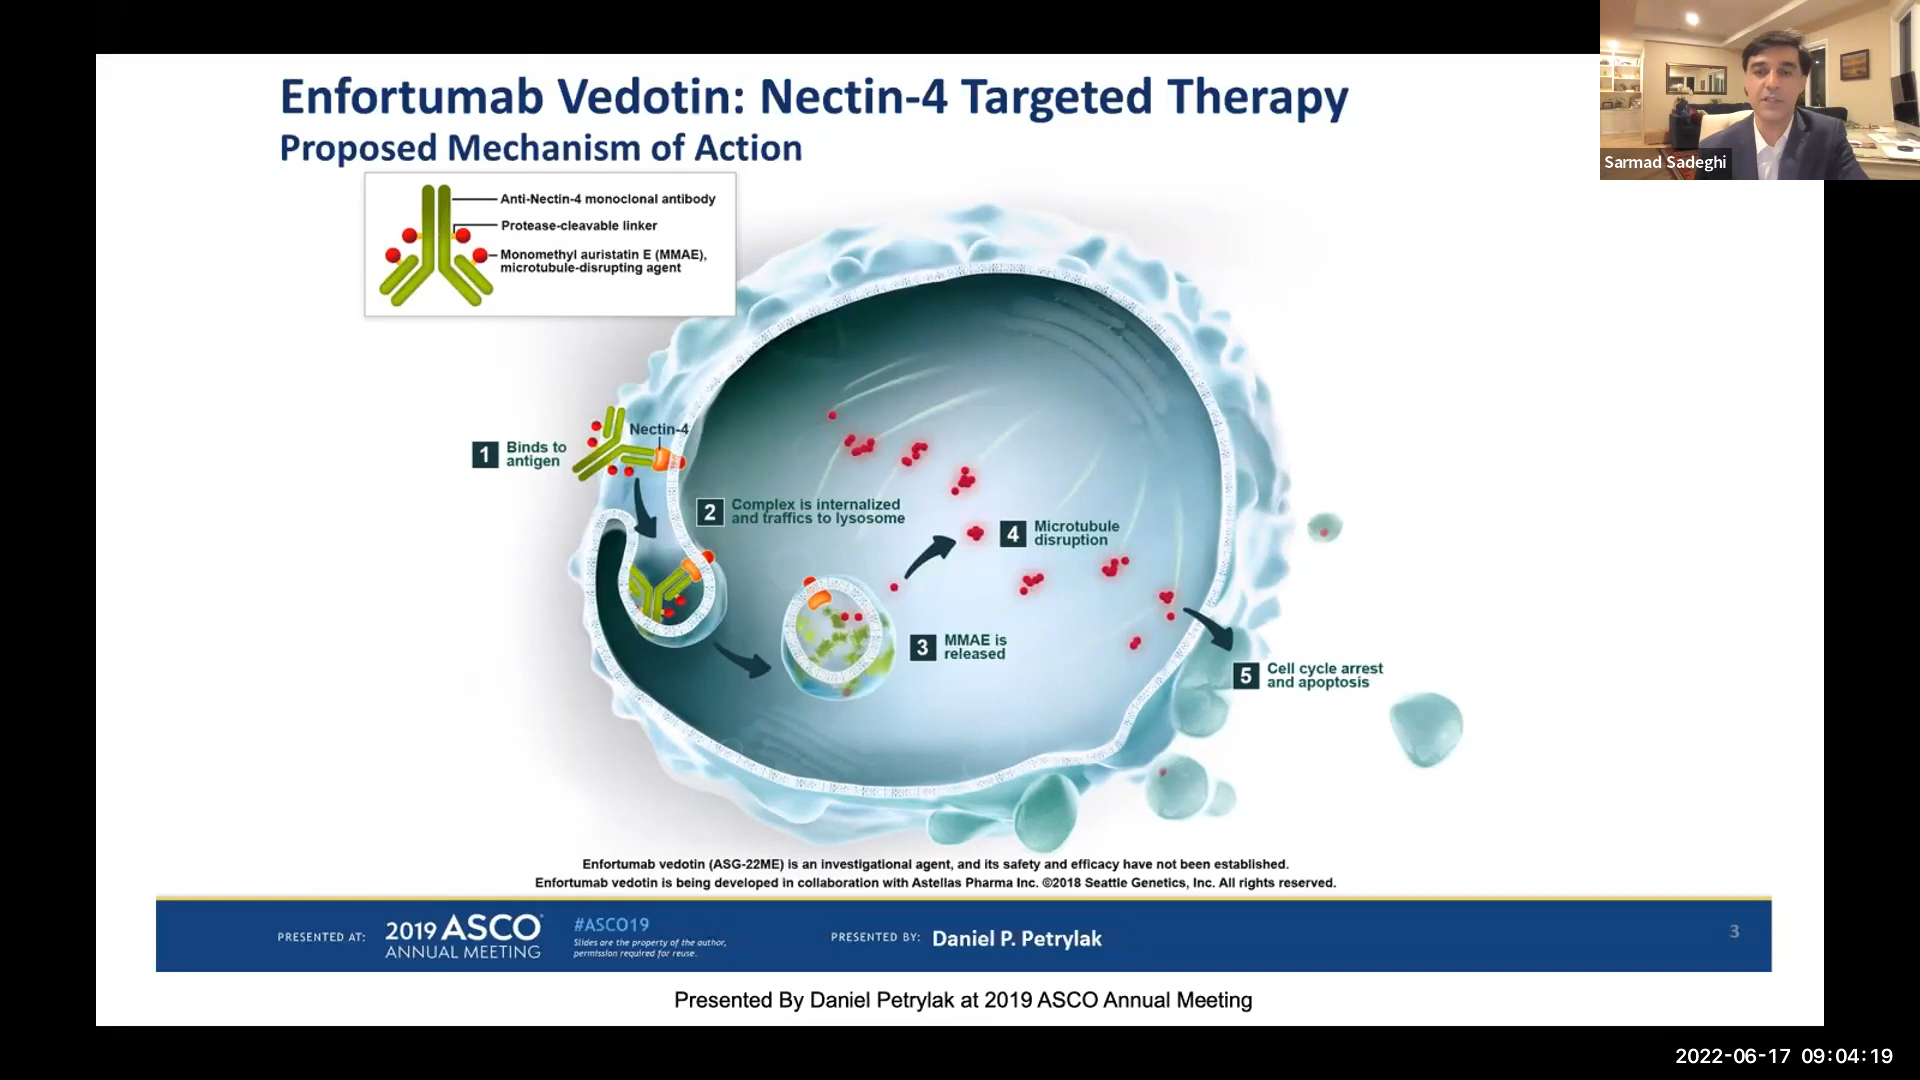 Enfortumab Vedotin: Nectin-4 Targeted Therapy
Proposed Mechanism of Action
Anti-Nectin-4 monoclonal antibody
Protease-cleavable linker
Monomethyl auristatin E (MMAE),
microtubule-disrupting agent
Sarmad Sadeghi
Nectin-4
1 Binds to
antigen
2 Complex is internalized
and traffics to lysosome
4 Microtubule
disruption
3 MMAE is
released
5 Cell cycle arrest
and apoptosis
Enfortumab vedotin (ASG-22ME) is an investigational agent, and its safety and efficacy have not been established.
Enfortumab vedotin is being developed in collaboration with Astellas Pharma Inc. ©2018 Seattle Genetics, Inc. All rights reserved.
PRESENTED AT:
2019 ASCO
ANNUAL MEETING
#ASCO19
Slides are the property of the author,
permission required for reuse.
PRESENTED BY: Daniel P. Petrylak
3
Presented By Daniel Petrylak at 2019 ASCO Annual Meeting
2022-06-17 09:04:19